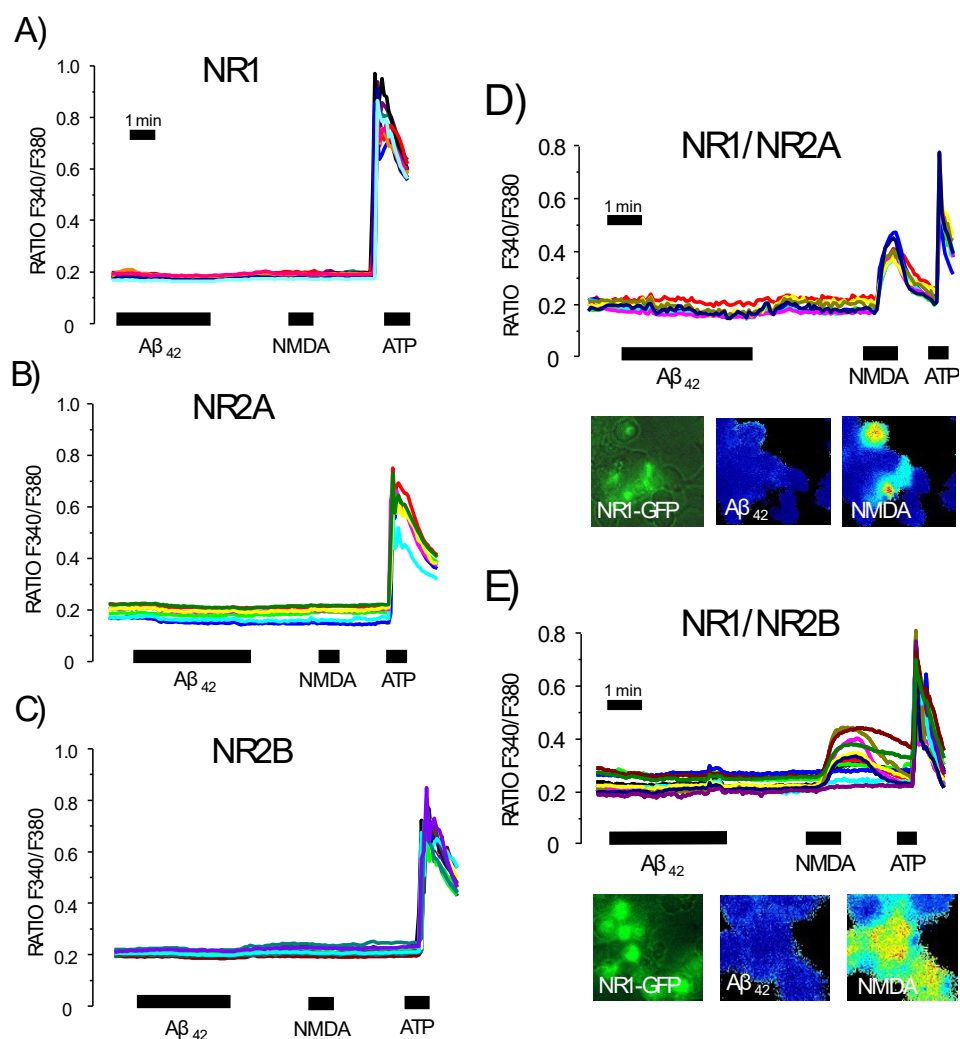 A)
NR1
RATIO F340/F380
1.0
0.8
0.6
0.4
0.2
0
1 min
Aβ 42
NMDA
ATP
B)
NR2A
RATIO F340/F380
1.0
0.8
0.6
0.4
0.2
0
Aβ 42
NMDA
ATP
C)
NR2B
RATIO F340/F380
1.0
0.8
0.6
0.4
0.2
0
Aβ 42
NMDA
ATP
D)
NR1/NR2A
RATIO F340/F380
0.8
0.6
0.4
0.2
0
1 min
Aβ 42
NMDA
ATP
NR1-GFP
Aβ 42
NMDA
E)
NR1/NR2B
RATIO F340/F380
0.8
0.6
0.4
0.2
0
1 min
Aβ 42
NMDA
ATP
NR1-GFP
Aβ 42
NMDA